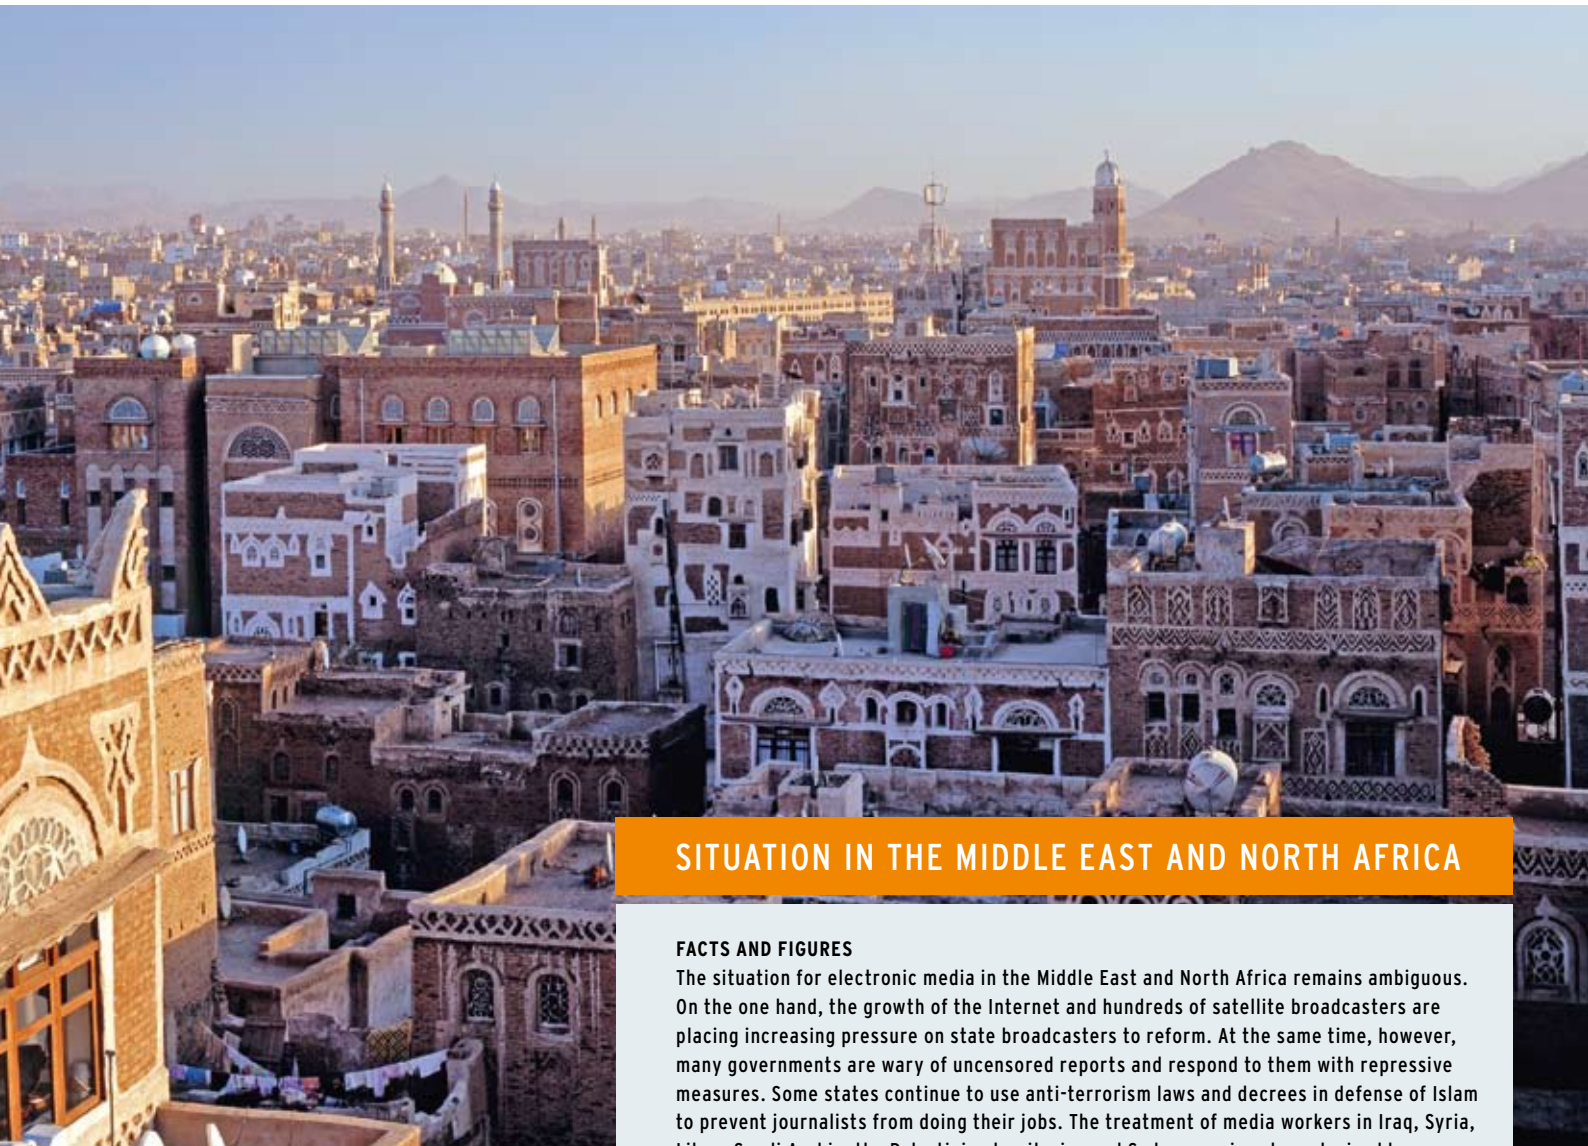 SITUATION IN THE MIDDLE EAST AND NORTH AFRICA
FACTS AND FIGURES
The situation for electronic media in the Middle East and North Africa remains ambiguous.
On the one hand, the growth of the Internet and hundreds of satellite broadcasters are
placing increasing pressure on state broadcasters to reform. At the same time, however,
many governments are wary of uncensored reports and respond to them with repressive
measures. Some states continue to use anti-terrorism laws and decrees in defense of Islam
to prevent journalists from doing their jobs. The treatment of media workers in Iraq, Syria,